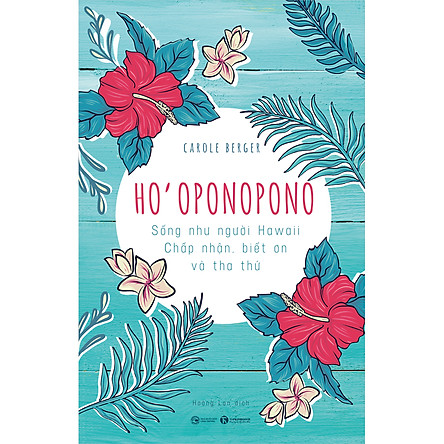 CAROLE BERGER
HO'OPONOPONO
Sống như người Hawaii
Chấp nhận, biết ơn
và tha thứ
Hoàng Lan dịch